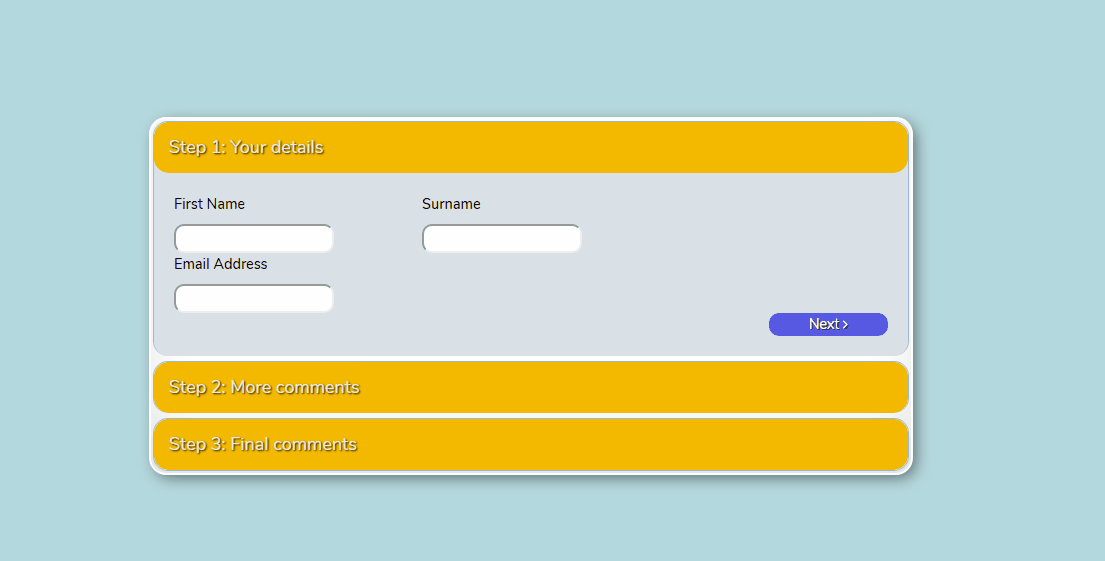 Step 1: Your details
First Name
Surname
Email Address
Next >
Step 2: More comments
Step 3: Final comments